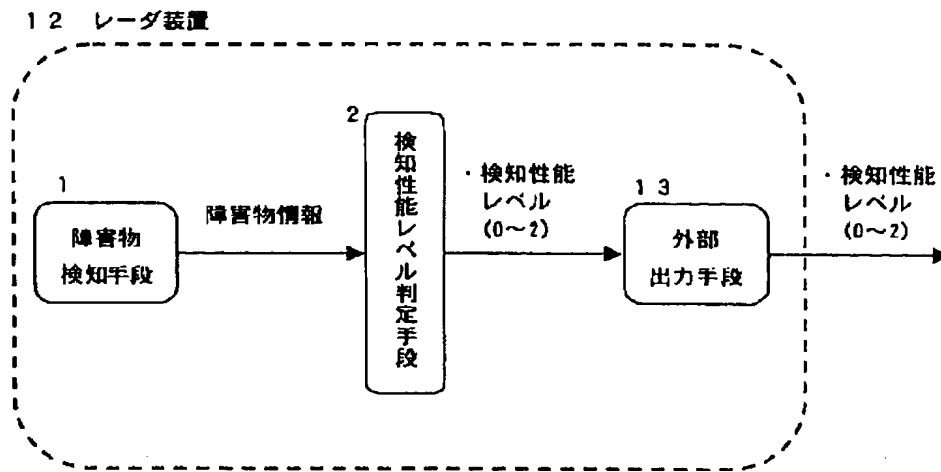 12 レーダ装置
1
障害物
検知手段
障害物情報
2
検知性能レベル判定手段
・検知性能
レベル
(0〜2)
13
外部
出力手段
・検知性能
レベル
(0〜2)